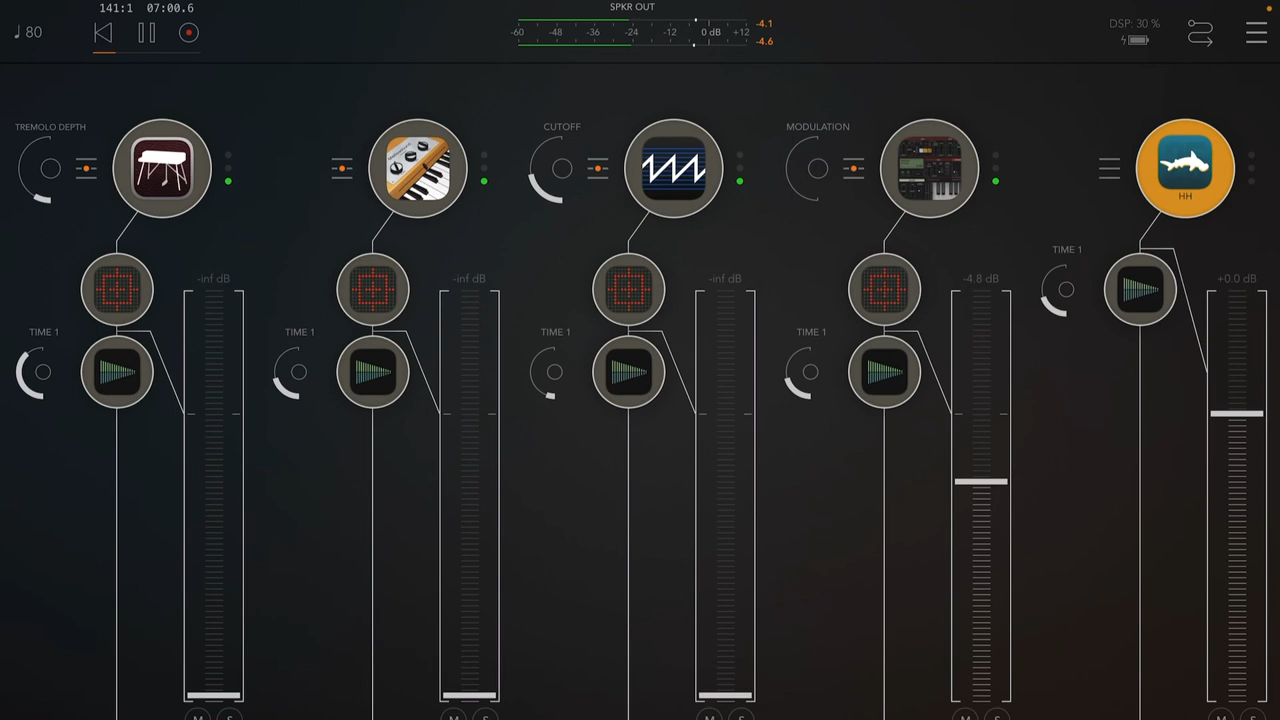 141:1 07:00.6
SPKR OUT
♩ 80
-60 -48 -36 -24 -12 0 dB +12
-4.1
-4.6
DSP: 30 %
TREMOLO DEPTH
CUTOFF
MODULATION
HH
TIME 1
-inf dB
-inf dB
-inf dB
-4.8 dB
+0.0 dB
TIME 1
TIME 1
TIME 1
TIME 1
M S
M S
M S
M S
M S